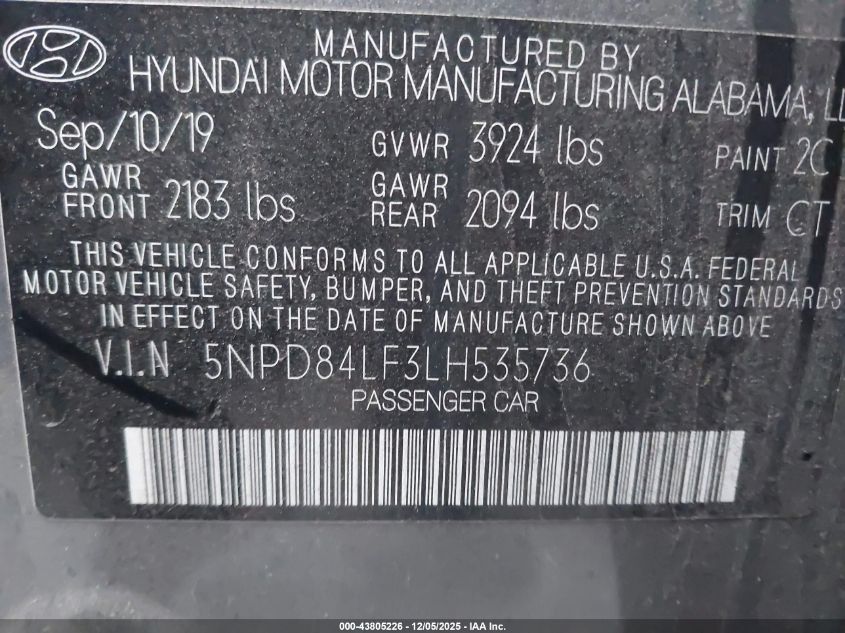 MANUFACTURED BY
HYUNDAI MOTOR MANUFACTURING ALABAMA,
Sep/10/19 GVWR 3924 lbs PAINT 2C
GAWR FRONT 2183 lbs GAWR REAR 2094 lbs TRIM CT
THIS VEHICLE CONFORMS TO ALL APPLICABLE U.S.A. FEDERAL
MOTOR VEHICLE SAFETY, BUMPER, AND THEFT PREVENTION STANDARDS
IN EFFECT ON THE DATE OF MANUFACTURE SHOWN ABOVE
V.I.N 5NPD84LF3LH535736
PASSENGER CAR
000-43805226 - 12/05/2025 - IAA Inc.